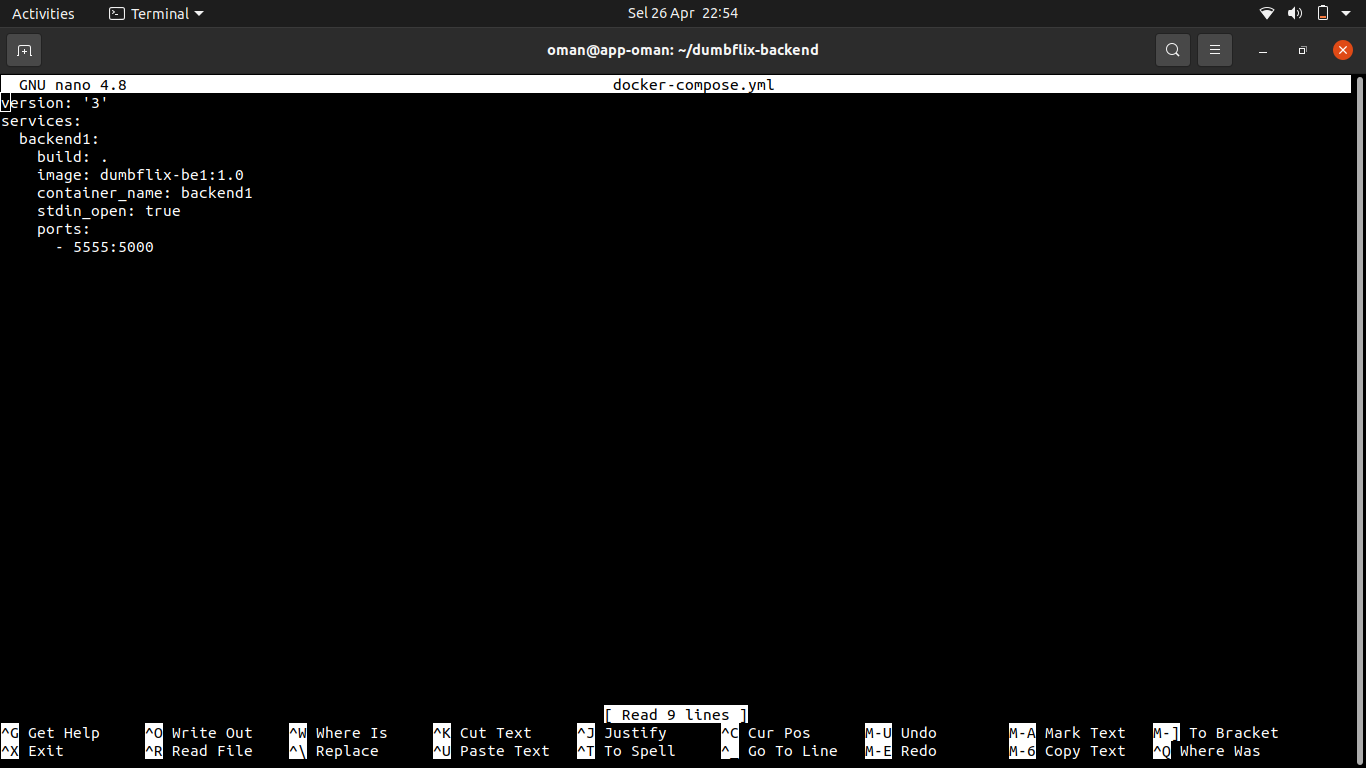 Activities Terminal Sel 26 Apr 22:54
oman@app-oman: ~/dumbflix-backend
GNU nano 4.8 docker-compose.yml
version: '3'
services:
  backend1:
    build: .
    image: dumbflix-be1:1.0
    container_name: backend1
    stdin_open: true
    ports:
      - 5555:5000
[ Read 9 lines ]
^G Get Help ^O Write Out ^W Where Is ^K Cut Text ^J Justify ^C Cur Pos M-U Undo M-A Mark Text M-] To Bracket
^X Exit ^R Read File ^\ Replace ^U Paste Text ^T To Spell ^_ Go To Line M-E Redo M-6 Copy Text ^Q Where Was